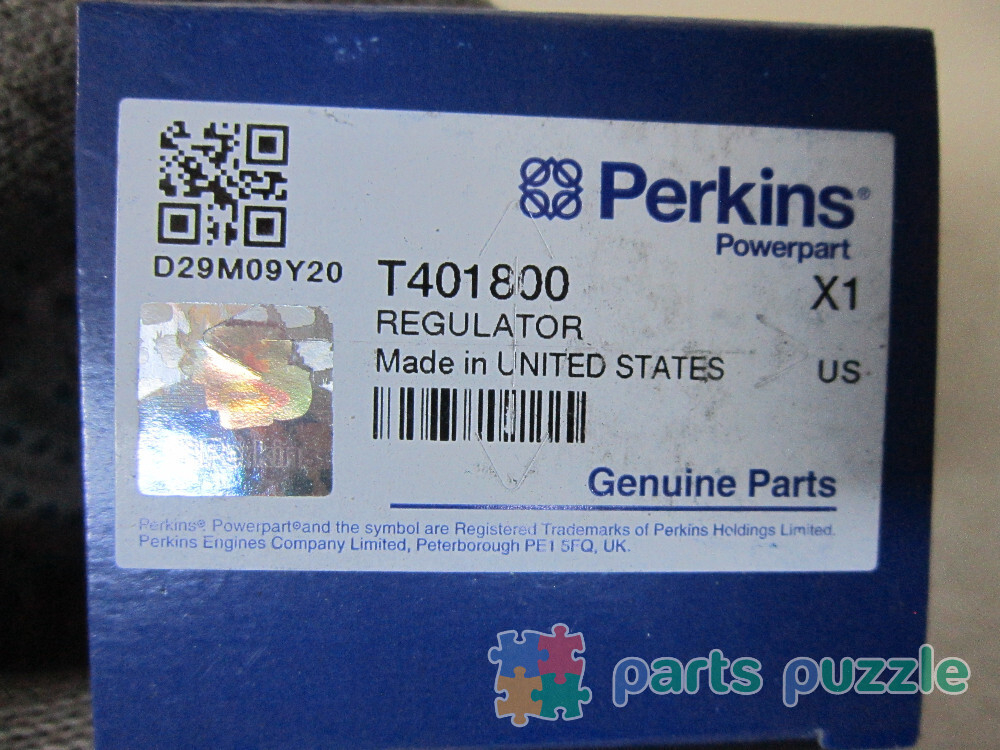 Perkins®
Powerpart
D29M09Y20
T401800
X1
REGULATOR
Made in UNITED STATES
US
Genuine Parts
Perkins® Powerpart® and the symbol are Registered Trademarks of Perkins Holdings Limited.
Perkins Engines Company Limited, Peterborough PE1 5FQ, UK.
parts puzzle